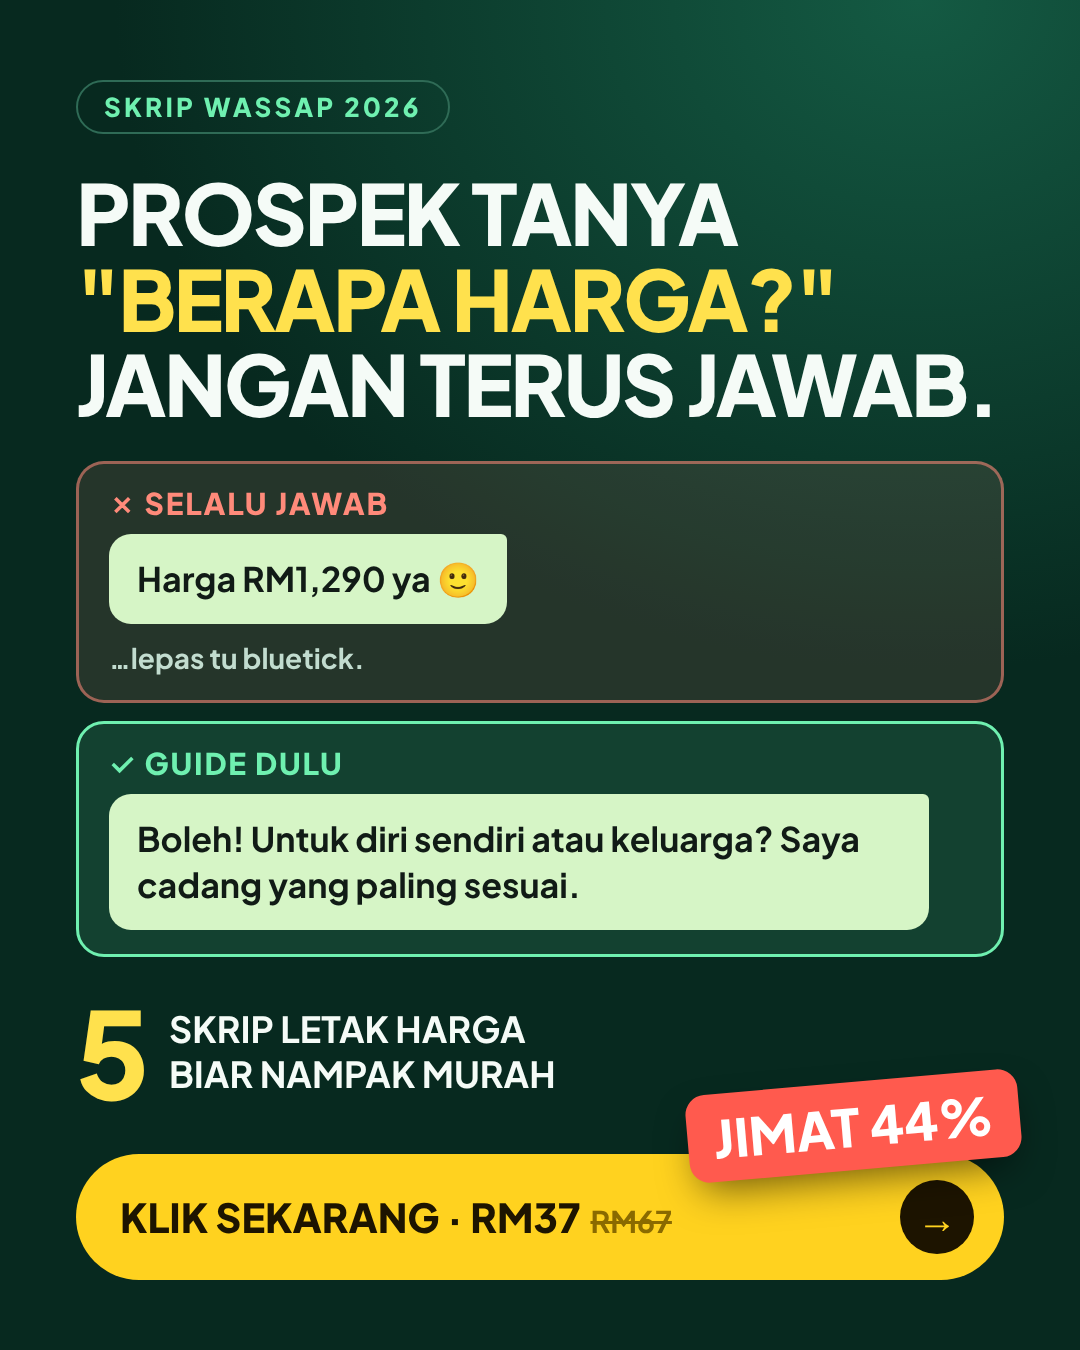 SKRIP WASSAP 2026
PROSPEK TANYA
"BERAPA HARGA?"
JANGAN TERUS JAWAB.
× SELALU JAWAB
Harga RM1,290 ya 🙂
...lepas tu bluetick.
✓ GUIDE DULU
Boleh! Untuk diri sendiri atau keluarga? Saya
cadang yang paling sesuai.
5 SKRIP LETAK HARGA
BIAR NAMPAK MURAH
JIMAT 44%
KLIK SEKARANG · RM37 RM67 →